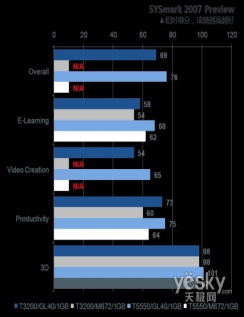 SYSmark 2007 Preview
Overall
69
N/A
76
N/A
E-Learning
58
54
68
62
Video Creation
54
N/A
65
N/A
Productivity
73
60
75
64
3D
98
98
101
0
20
40
60
80
100
120
yesky
天极网
T3200/GL40/1GB
T3200/M672/1GB
T5550/GL40/1GB
T5550/M672/1GB